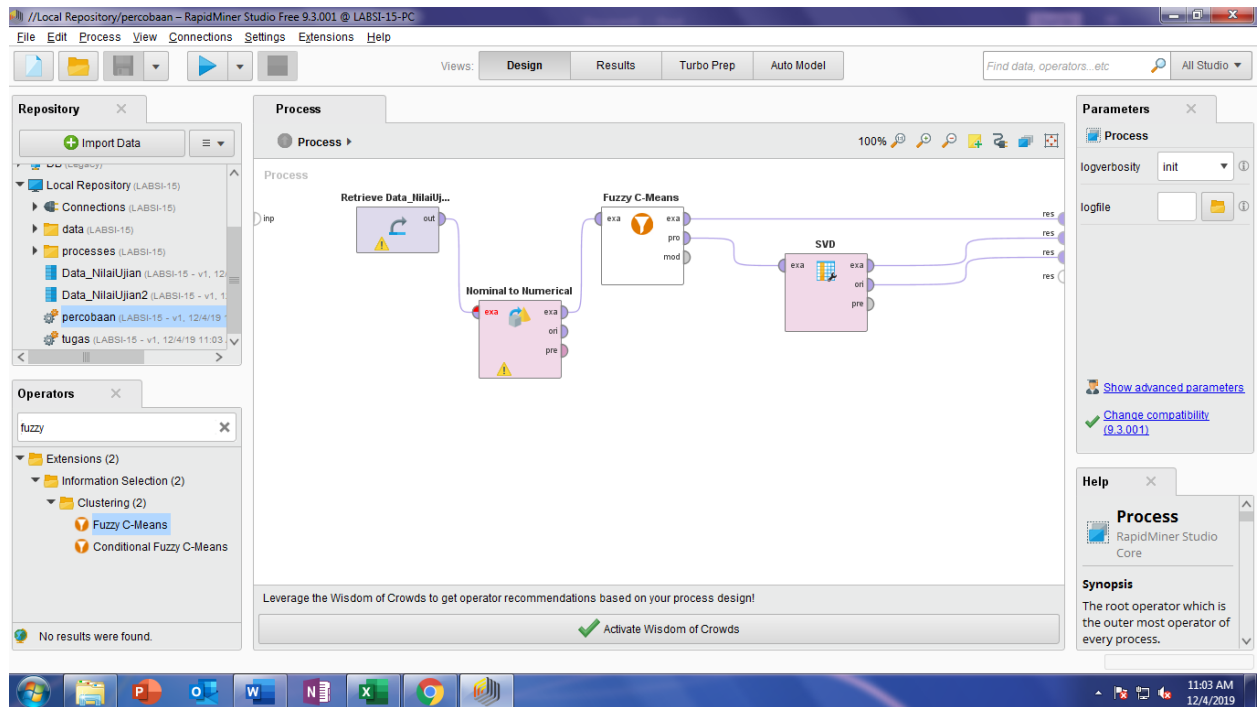 //Local Repository/percobaan – RapidMiner Studio Free 9.3.001 @ LABSI-15-PC
File Edit Process View Connections Settings Extensions Help
Views: Design Results Turbo Prep Auto Model
Find data, operators...etc
All Studio
Repository
Import Data
DB (Legacy)
Local Repository (LABSI-15)
Connections (LABSI-15)
data (LABSI-15)
processes (LABSI-15)
Data_NilaiUjian (LABSI-15 - v1, 12/
Data_NilaiUjian2 (LABSI-15 - v1, 1
percobaan (LABSI-15 - v1, 12/4/19
tugas (LABSI-15 - v1, 12/4/19 11:03
Operators
fuzzy
Extensions (2)
Information Selection (2)
Clustering (2)
Fuzzy C-Means
Conditional Fuzzy C-Means
No results were found.
Process
Process
100%
Process
inp
Retrieve Data_NilaiUj...
out
Nominal to Numerical
exa exa
ori
pre
Fuzzy C-Means
exa exa
pro
mod
SVD
exa exa
ori
pre
res
res
res
res
Leverage the Wisdom of Crowds to get operator recommendations based on your process design!
Activate Wisdom of Crowds
Parameters
Process
logverbosity init
logfile
Show advanced parameters
Change compatibility
(9.3.001)
Help
Process
RapidMiner Studio
Core
Synopsis
The root operator which is
the outer most operator of
every process.
11:03 AM
12/4/2019